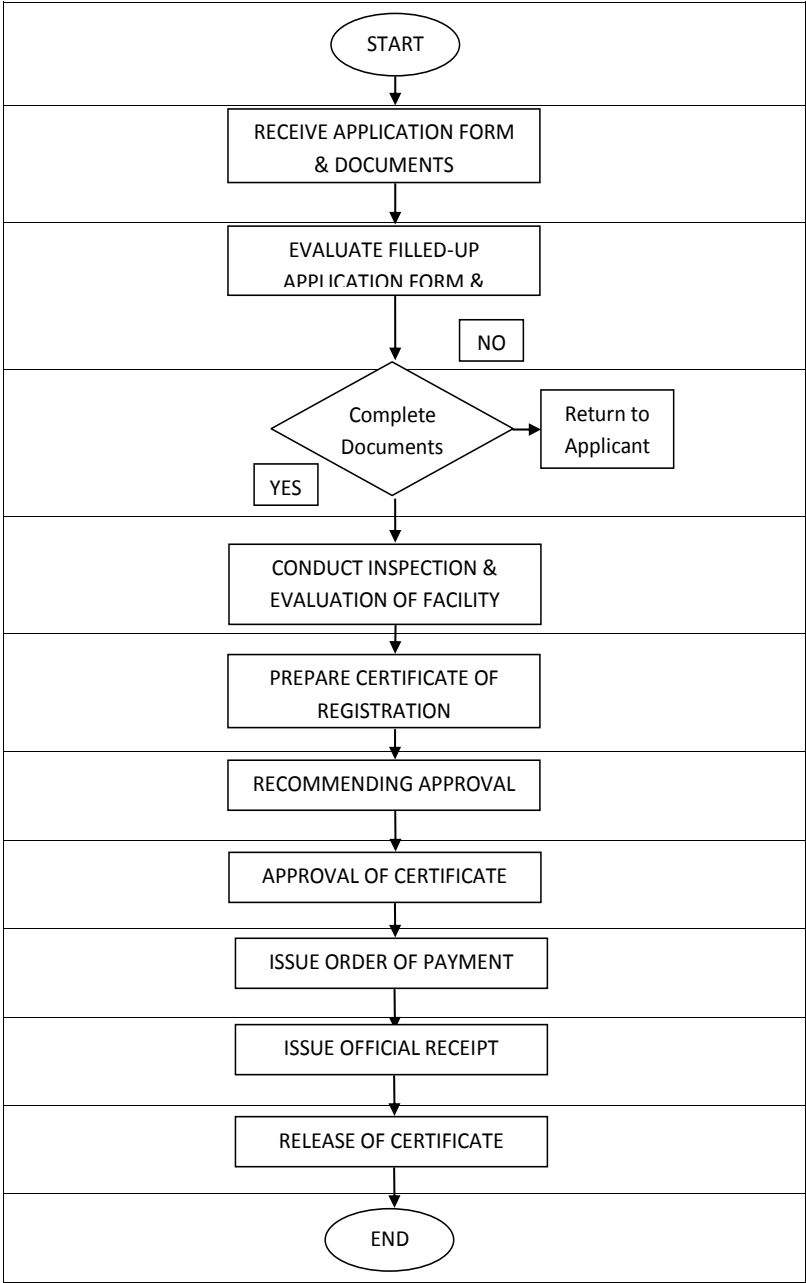 START
RECEIVE APPLICATION FORM
& DOCUMENTS
EVALUATE FILLED-UP
APPLICATION FORM &
NO
Complete
Documents
Return to
Applicant
YES
CONDUCT INSPECTION &
EVALUATION OF FACILITY
PREPARE CERTIFICATE OF
REGISTRATION
RECOMMENDING APPROVAL
APPROVAL OF CERTIFICATE
ISSUE ORDER OF PAYMENT
ISSUE OFFICIAL RECEIPT
RELEASE OF CERTIFICATE
END